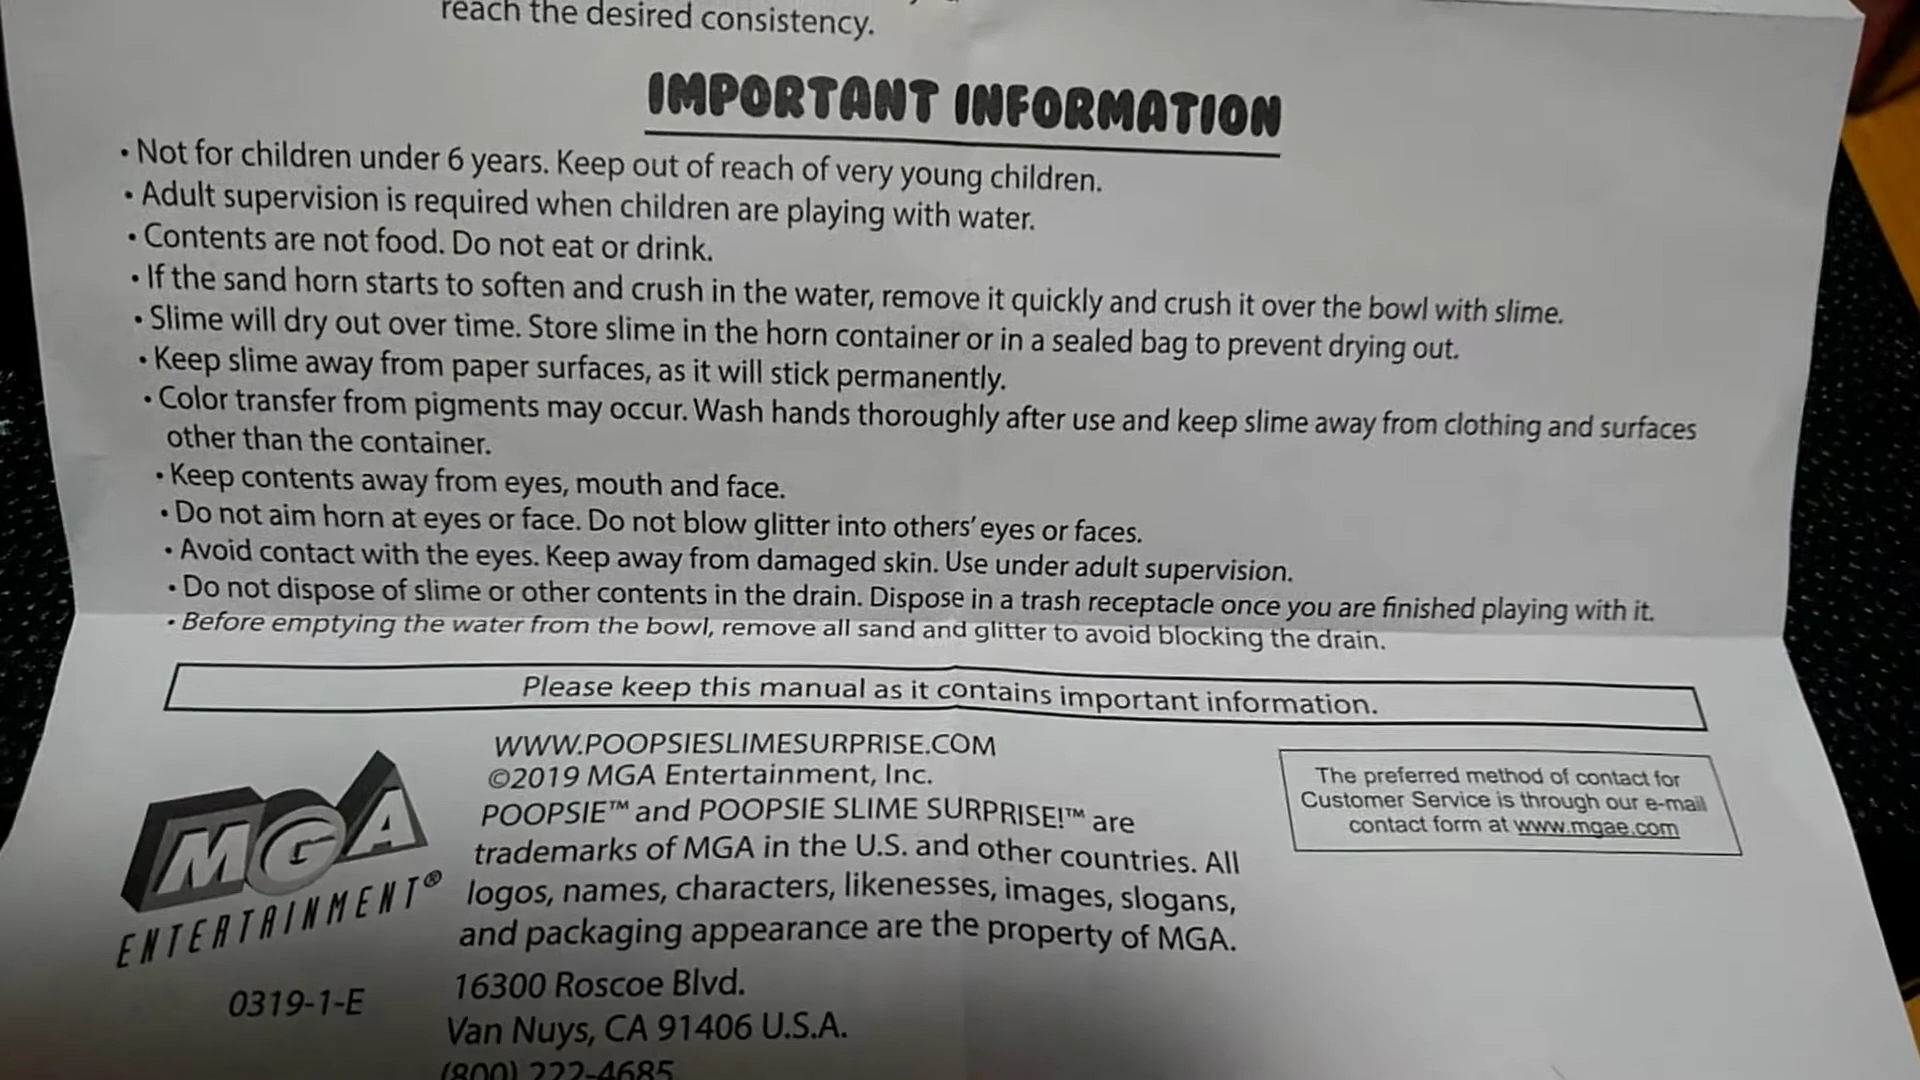 reach the desired consistency.
IMPORTANT INFORMATION
• Not for children under 6 years. Keep out of reach of very young children.
• Adult supervision is required when children are playing with water.
• Contents are not food. Do not eat or drink.
• If the sand horn starts to soften and crush in the water, remove it quickly and crush it over the bowl with slime.
• Slime will dry out over time. Store slime in the horn container or in a sealed bag to prevent drying out.
• Keep slime away from paper surfaces, as it will stick permanently.
• Color transfer from pigments may occur. Wash hands thoroughly after use and keep slime away from clothing and surfaces
other than the container.
• Keep contents away from eyes, mouth and face.
• Do not aim horn at eyes or face. Do not blow glitter into others' eyes or faces.
• Avoid contact with the eyes. Keep away from damaged skin. Use under adult supervision.
• Do not dispose of slime or other contents in the drain. Dispose in a trash receptacle once you are finished playing with it.
• Before emptying the water from the bowl, remove all sand and glitter to avoid blocking the drain.
Please keep this manual as it contains important information.
WWW.POOPSIESLIMESURPRISE.COM
©2019 MGA Entertainment, Inc.
POOPSIE™ and POOPSIE SLIME SURPRISE!™ are
trademarks of MGA in the U.S. and other countries. All
logos, names, characters, likenesses, images, slogans,
and packaging appearance are the property of MGA.
16300 Roscoe Blvd.
Van Nuys, CA 91406 U.S.A.
(800) 222-4685
MGA
ENTERTAINMENT®
0319-1-E
The preferred method of contact for
Customer Service is through our e-mail
contact form at www.mgae.com